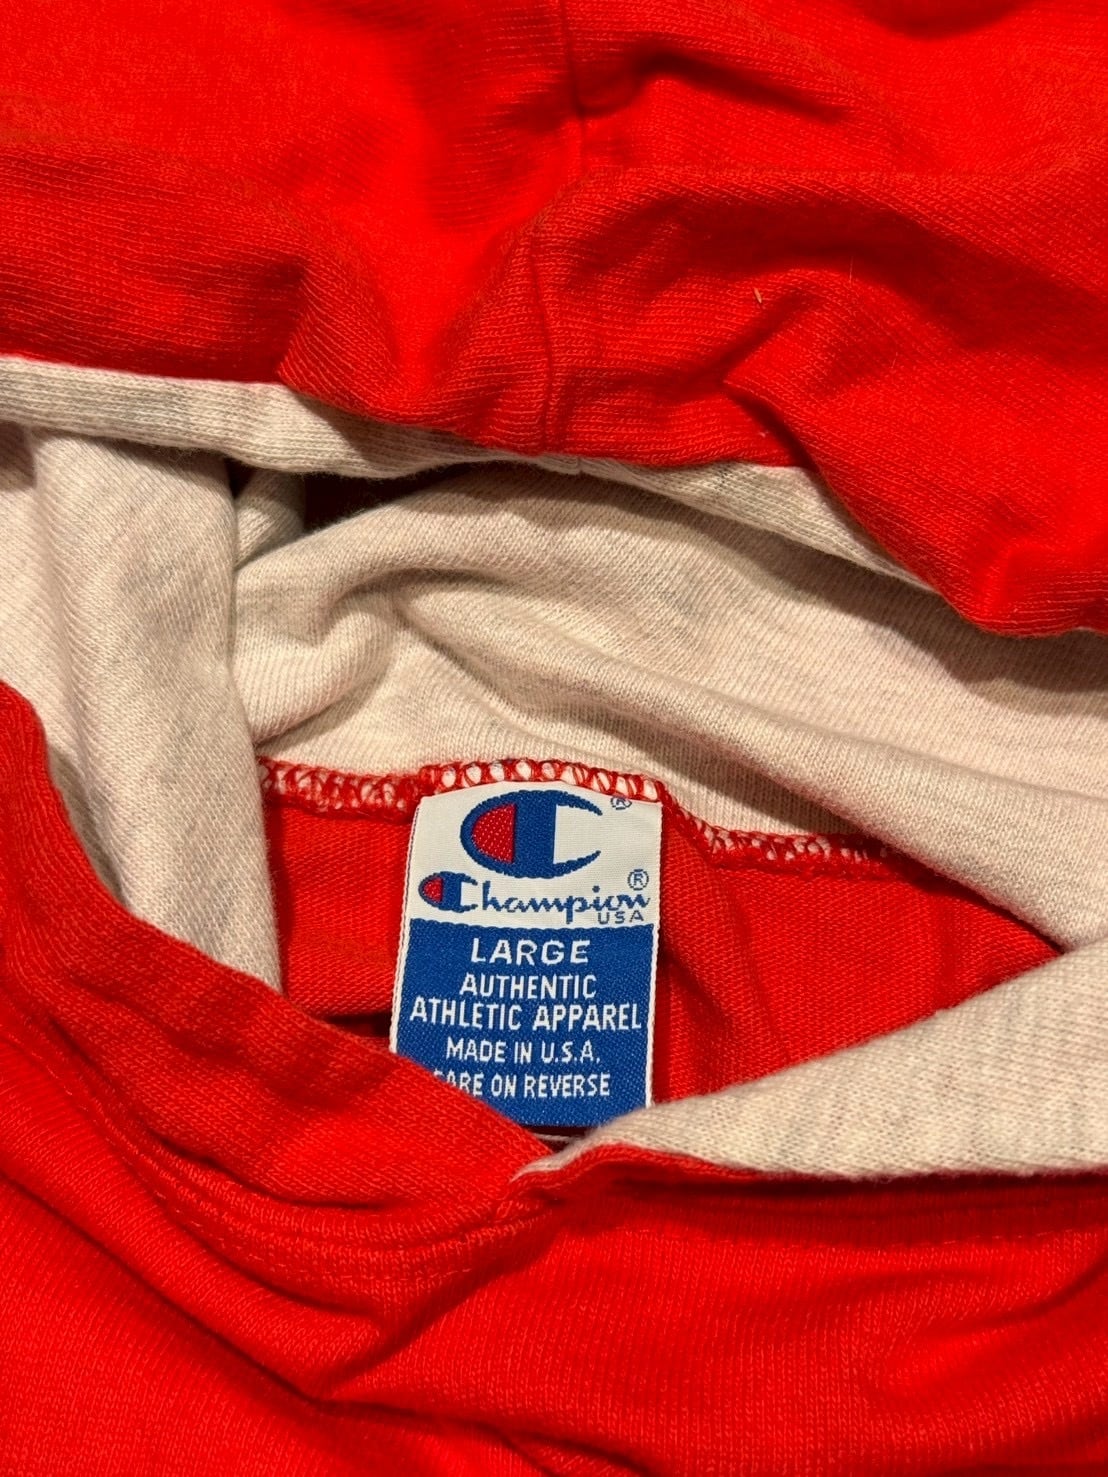 ®
Champion®
USA
LARGE
AUTHENTIC
ATHLETIC APPAREL
MADE IN U.S.A.
CARE ON REVERSE